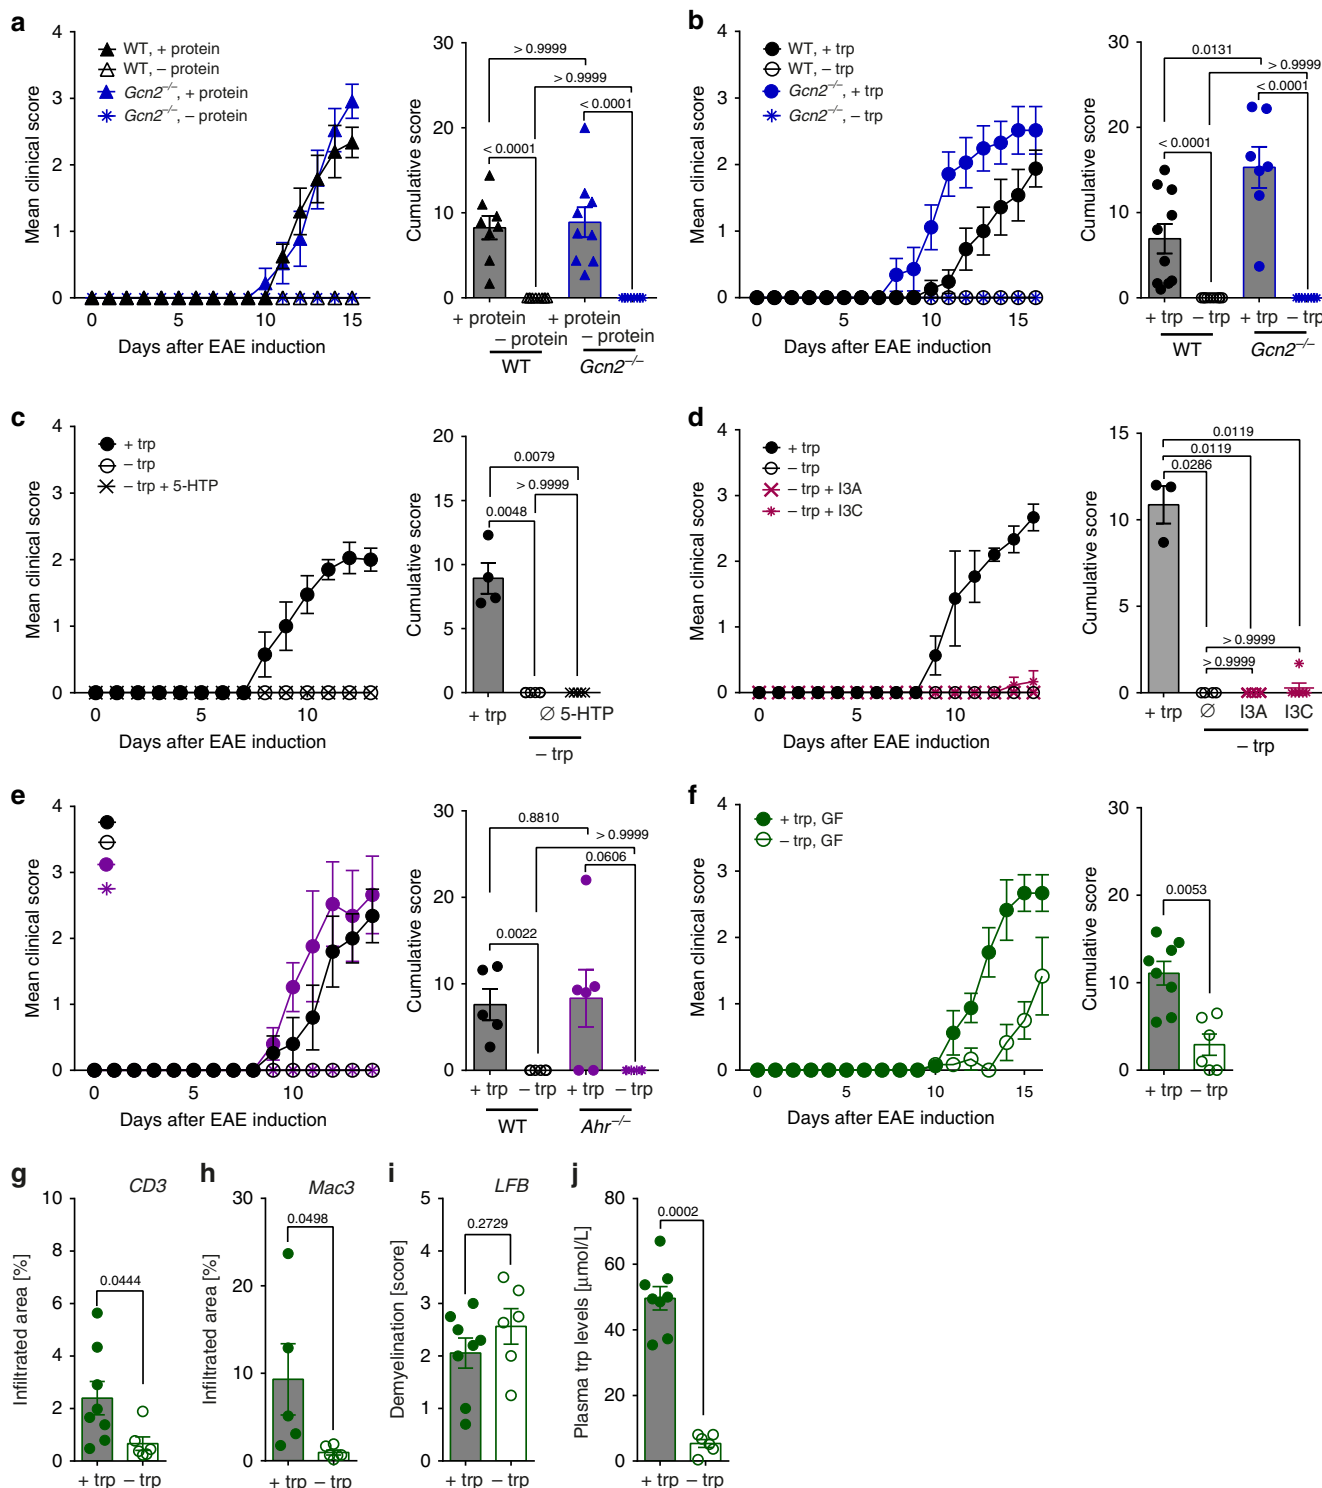 a
4
3
2
1
0
Mean clinical score
WT, + protein
WT, – protein
Gcn2–/–, + protein
Gcn2–/–, – protein
0 5 10 15
Days after EAE induction
30
20
10
0
Cumulative score
> 0.9999
> 0.9999
< 0.0001
< 0.0001
+ protein + protein
– protein – protein
WT Gcn2–/–
b
4
3
2
1
0
Mean clinical score
WT, + trp
WT, – trp
Gcn2–/–, + trp
Gcn2–/–, – trp
0 5 10 15
Days after EAE induction
30
20
10
0
Cumulative score
0.0131
> 0.9999
< 0.0001
< 0.0001
+ trp – trp + trp – trp
WT Gcn2–/–
c
4
3
2
1
0
Mean clinical score
+ trp
– trp
– trp + 5-HTP
0 5 10
Days after EAE induction
20
15
10
5
0
Cumulative score
0.0079
> 0.9999
0.0048
+ trp ∅ 5-HTP
– trp
d
4
3
2
1
0
Mean clinical score
+ trp
– trp
– trp + I3A
– trp + I3C
0 5 10
Days after EAE induction
15
10
5
0
Cumulative score
0.0119
0.0119
0.0286
> 0.9999
> 0.9999
+ trp ∅ I3A I3C
– trp
e
4
3
2
1
0
Mean clinical score
0 5 10
Days after EAE induction
30
20
10
0
Cumulative score
0.8810
> 0.9999
0.0606
0.0022
+ trp – trp + trp – trp
WT Ahr–/–
f
4
3
2
1
0
Mean clinical score
+ trp, GF
– trp, GF
0 5 10 15
Days after EAE induction
30
20
10
0
Cumulative score
0.0053
+ trp – trp
g
CD3
10
8
6
4
2
0
Infiltrated area [%]
0.0444
+ trp – trp
h
Mac3
30
20
10
0
Infiltrated area [%]
0.0498
+ trp – trp
i
LFB
5
4
3
2
1
0
Demyelination [score]
0.2729
+ trp – trp
j
80
60
40
20
0
Plasma trp levels [μmol/L]
0.0002
+ trp – trp